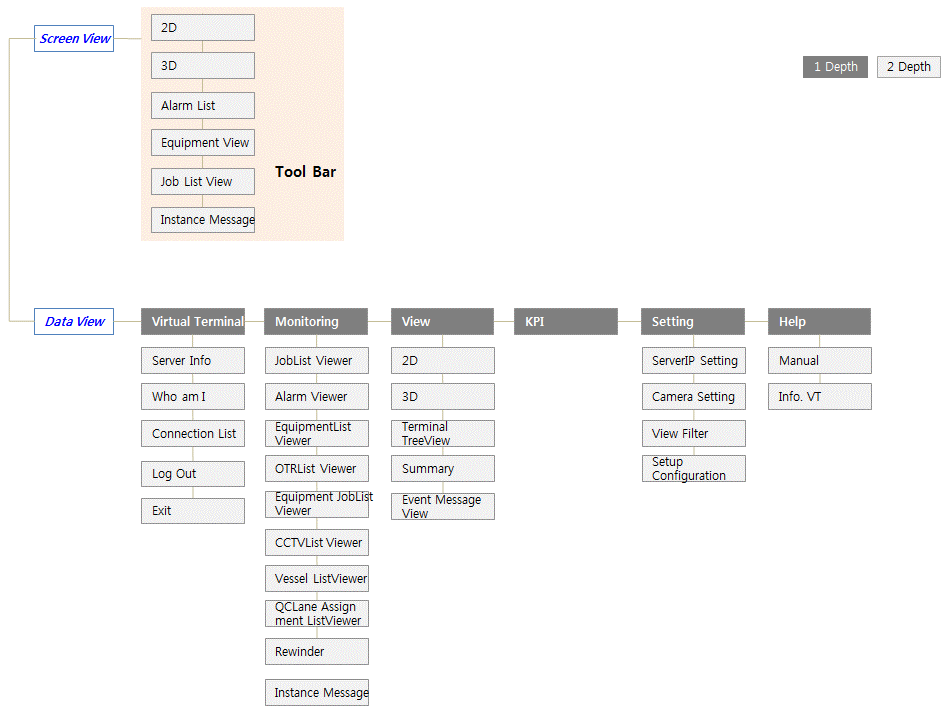 Screen View
2D
3D
Alarm List
Equipment View
Job List View
Instance Message
Tool Bar
1 Depth
2 Depth
Data View
Virtual Terminal
Server Info
Who am I
Connection List
Log Out
Exit
Monitoring
JobList Viewer
Alarm Viewer
EquipmentList
Viewer
OTRList Viewer
Equipment JobList
Viewer
CCTVList Viewer
Vessel ListViewer
QCLane Assign
ment ListViewer
Rewinder
Instance Message
View
2D
3D
Terminal
TreeView
Summary
Event Message
View
KPI
Setting
ServerIP Setting
Camera Setting
View Filter
Setup
Configuration
Help
Manual
Info. VT